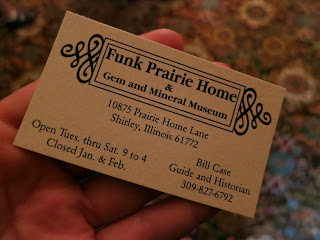 Funk Prairie Home
&
Gem and Mineral Museum
10875 Prairie Home Lane
Shirley, Illinois 61772
Open Tues. thru Sat. 9 to 4
Closed Jan. & Feb.
Bill Case
Guide and Historian
309-827-6792